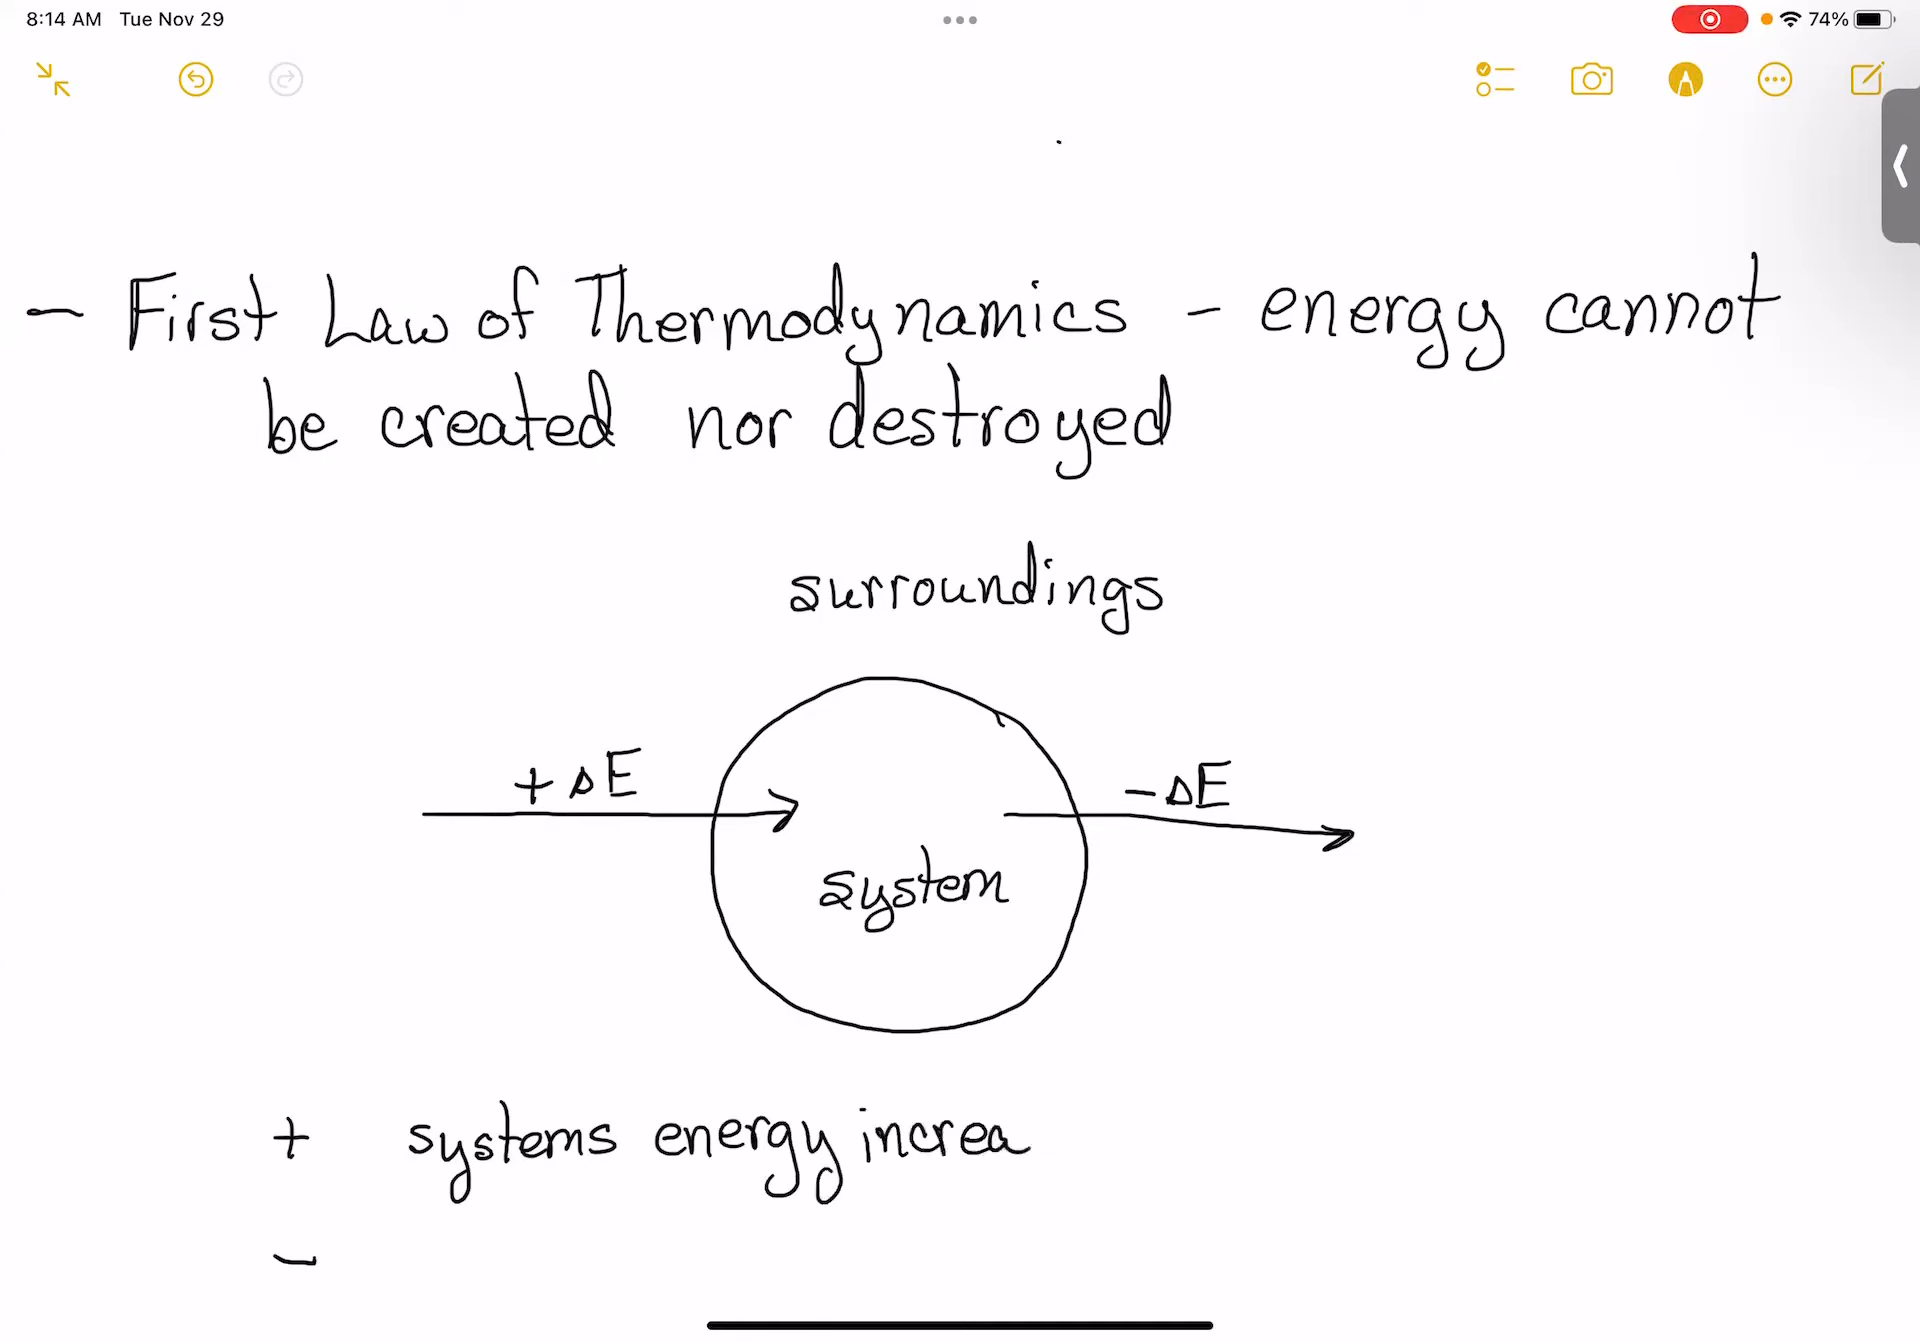 8:14 AM Tue Nov 29
74%
- First Law of Thermodynamics - energy cannot
be created nor destroyed
surroundings
+ΔE
-ΔE
system
+ systems energy increa
-